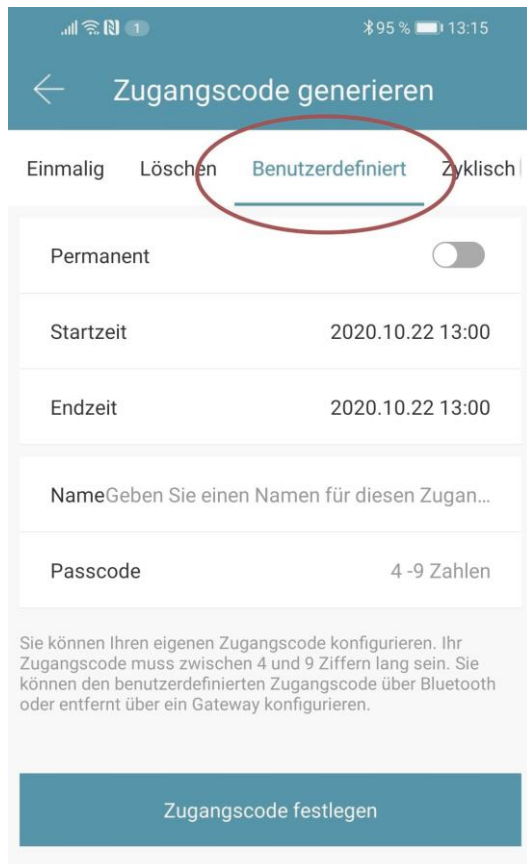 1
95 %
13:15
Zugangscode generieren
Einmalig Löschen Benutzerdefiniert Zyklisch
Permanent
Startzeit 2020.10.22 13:00
Endzeit 2020.10.22 13:00
Name Geben Sie einen Namen für diesen Zugan...
Passcode 4 -9 Zahlen
Sie können Ihren eigenen Zugangscode konfigurieren. Ihr
Zugangscode muss zwischen 4 und 9 Ziffern lang sein. Sie
können den benutzerdefinierten Zugangscode über Bluetooth
oder entfernt über ein Gateway konfigurieren.
Zugangscode festlegen